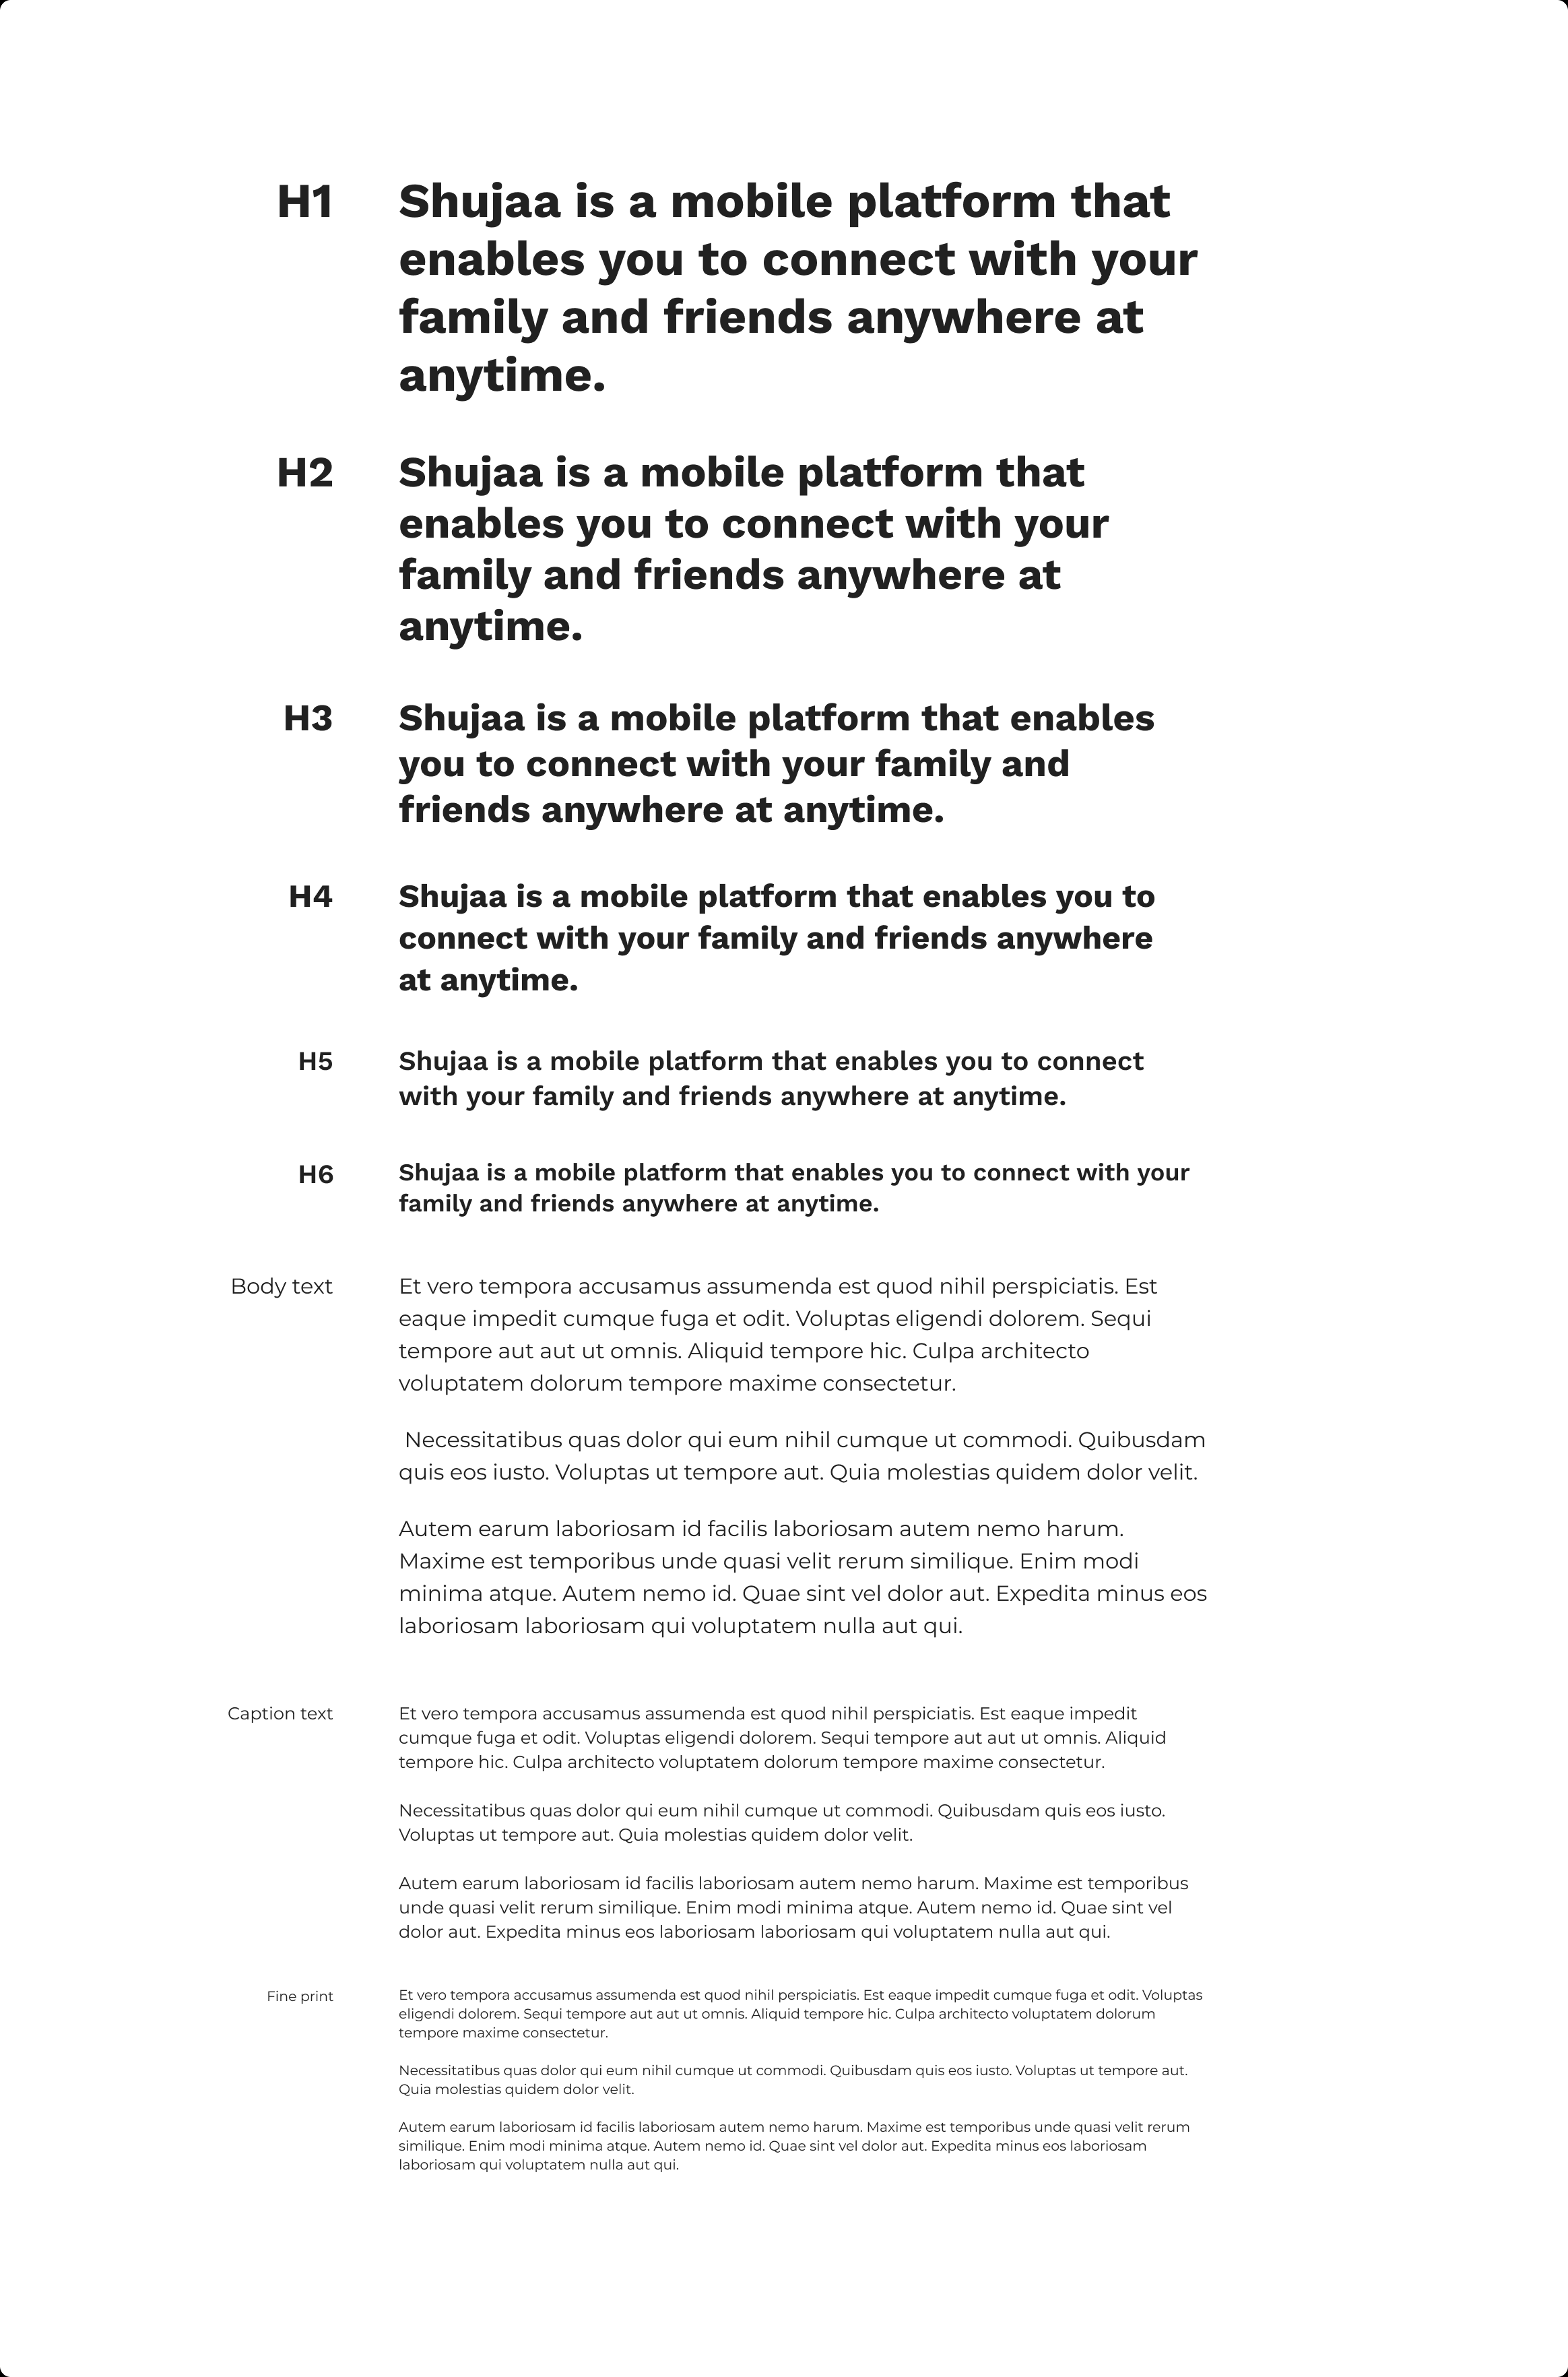 H1 Shujaa is a mobile platform that
enables you to connect with your
family and friends anywhere at
anytime.
H2 Shujaa is a mobile platform that
enables you to connect with your
family and friends anywhere at
anytime.
H3 Shujaa is a mobile platform that enables
you to connect with your family and
friends anywhere at anytime.
H4 Shujaa is a mobile platform that enables you to
connect with your family and friends anywhere
at anytime.
H5 Shujaa is a mobile platform that enables you to connect
with your family and friends anywhere at anytime.
H6 Shujaa is a mobile platform that enables you to connect with your
family and friends anywhere at anytime.
Body text Et vero tempora accusamus assumenda est quod nihil perspiciatis. Est
eaque impedit cumque fuga et odit. Voluptas eligendi dolorem. Sequi
tempore aut aut ut omnis. Aliquid tempore hic. Culpa architecto
voluptatem dolorum tempore maxime consectetur.
Necessitatibus quas dolor qui eum nihil cumque ut commodi. Quibusdam
quis eos iusto. Voluptas ut tempore aut. Quia molestias quidem dolor velit.
Autem earum laboriosam id facilis laboriosam autem nemo harum.
Maxime est temporibus unde quasi velit rerum similique. Enim modi
minima atque. Autem nemo id. Quae sint vel dolor aut. Expedita minus eos
laboriosam laboriosam qui voluptatem nulla aut qui.
Caption text Et vero tempora accusamus assumenda est quod nihil perspiciatis. Est eaque impedit
cumque fuga et odit. Voluptas eligendi dolorem. Sequi tempore aut aut ut omnis. Aliquid
tempore hic. Culpa architecto voluptatem dolorum tempore maxime consectetur.
Necessitatibus quas dolor qui eum nihil cumque ut commodi. Quibusdam quis eos iusto.
Voluptas ut tempore aut. Quia molestias quidem dolor velit.
Autem earum laboriosam id facilis laboriosam autem nemo harum. Maxime est temporibus
unde quasi velit rerum similique. Enim modi minima atque. Autem nemo id. Quae sint vel
dolor aut. Expedita minus eos laboriosam laboriosam qui voluptatem nulla aut qui.
Fine print Et vero tempora accusamus assumenda est quod nihil perspiciatis. Est eaque impedit cumque fuga et odit. Voluptas
eligendi dolorem. Sequi tempore aut aut ut omnis. Aliquid tempore hic. Culpa architecto voluptatem dolorum
tempore maxime consectetur.
Necessitatibus quas dolor qui eum nihil cumque ut commodi. Quibusdam quis eos iusto. Voluptas ut tempore aut.
Quia molestias quidem dolor velit.
Autem earum laboriosam id facilis laboriosam autem nemo harum. Maxime est temporibus unde quasi velit rerum
similique. Enim modi minima atque. Autem nemo id. Quae sint vel dolor aut. Expedita minus eos laboriosam
laboriosam qui voluptatem nulla aut qui.